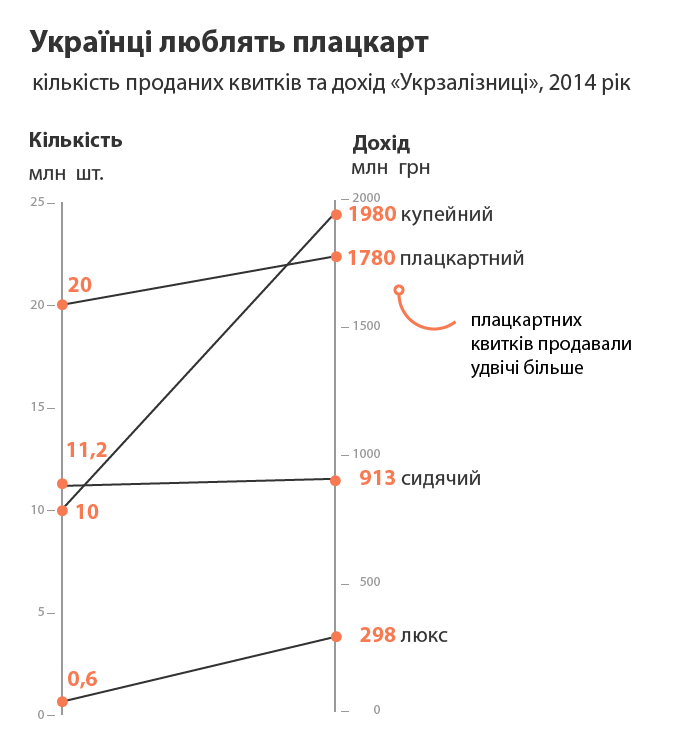 Українці люблять плацкарт
кількість проданих квитків та дохід «Укрзалізниці», 2014 рік
Кількість
млн шт.
Дохід
млн грн
25
20
20
15
11,2
10
10
5
0,6
0
2000
1980 купейний
1780 плацкартний
плацкартних
квитків продавали
удвічі більше
1500
1000
913 сидячий
500
298 люкс
0